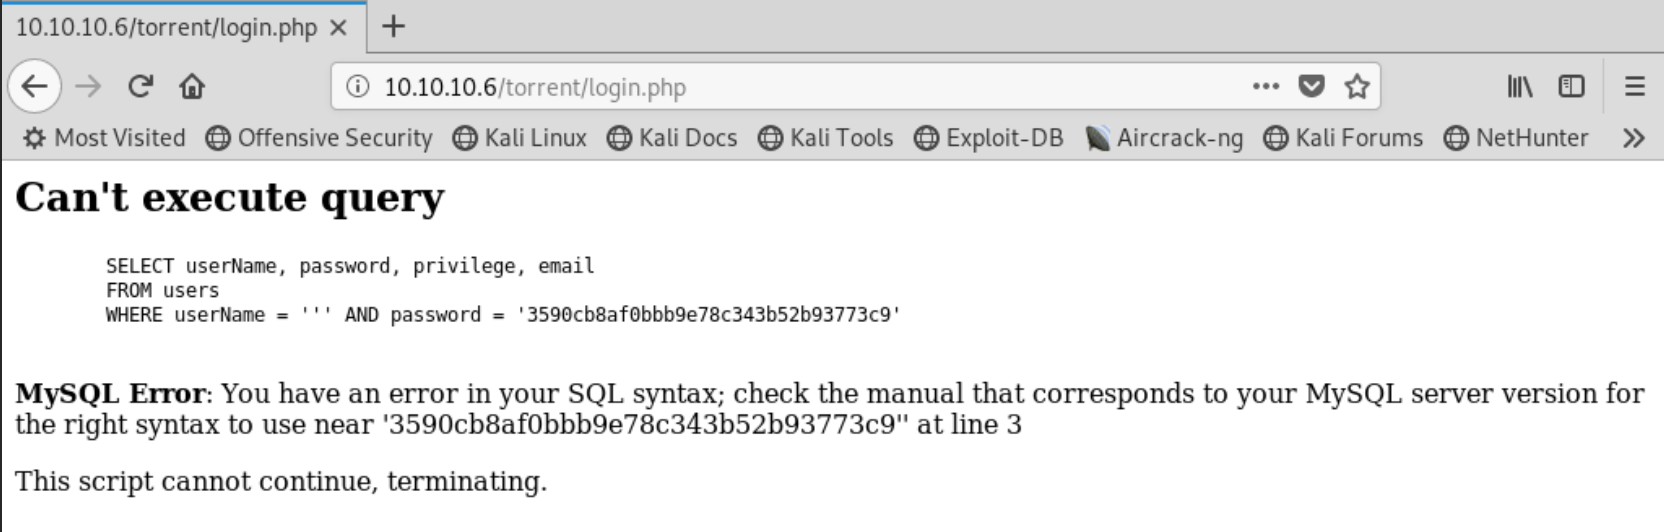 10.10.10.6/torrent/login.php
10.10.10.6/torrent/login.php
Most Visited Offensive Security Kali Linux Kali Docs Kali Tools Exploit-DB Aircrack-ng Kali Forums NetHunter
Can't execute query
SELECT userName, password, privilege, email
FROM users
WHERE userName = ''' AND password = '3590cb8af0bbb9e78c343b52b93773c9'
MySQL Error: You have an error in your SQL syntax; check the manual that corresponds to your MySQL server version for
the right syntax to use near '3590cb8af0bbb9e78c343b52b93773c9'' at line 3
This script cannot continue, terminating.